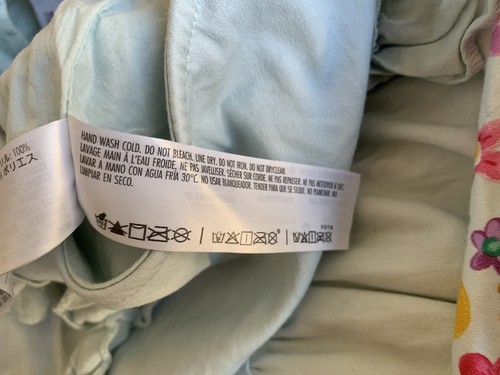 HAND WASH COLD. DO NOT BLEACH. LINE DRY. DO NOT IRON. DO NOT DRYCLEAN.
LAVAGE MAIN À L'EAU FROIDE. NE PAS JAVELLISER. SÉCHER SUR CORDE. NE PAS REPASSER. NE PAS NETTOYER À SEC.
LAVAR A MANO CON AGUA FRÍA 30°C. NO USAR BLANQUEADOR. TENDER PARA QUE SE SEQUE. NO PLANCHAR. NO
LIMPIAR EN SECO.
リル 100%
ポリエス